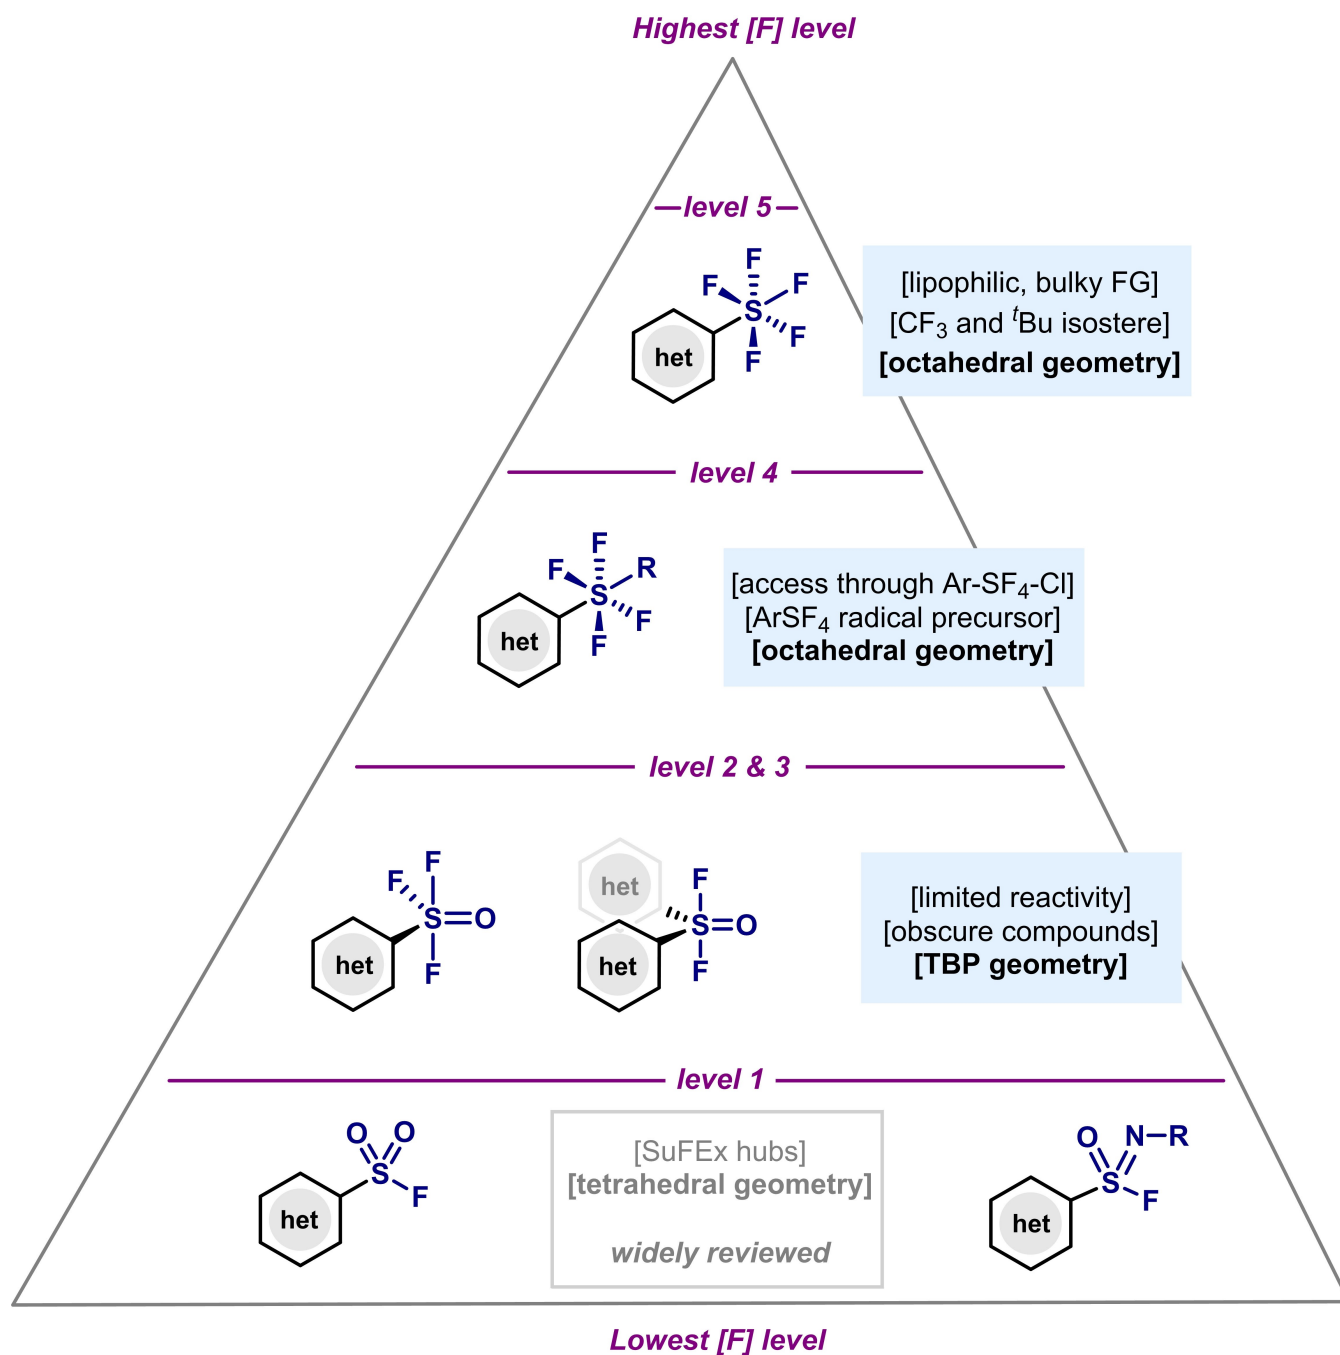 Highest [F] level
level 5
F
F
F
S
F
F
het
[lipophilic, bulky FG]
[CF3 and tBu isostere]
[octahedral geometry]
level 4
F
F
R
S
F
F
het
[access through Ar-SF4-Cl]
[ArSF4 radical precursor]
[octahedral geometry]
level 2 & 3
F
F
S=O
F
het
het
F
S=O
F
het
[limited reactivity]
[obscure compounds]
[TBP geometry]
level 1
O O
S
F
het
[SuFEx hubs]
[tetrahedral geometry]
widely reviewed
O N–R
S
F
het
Lowest [F] level